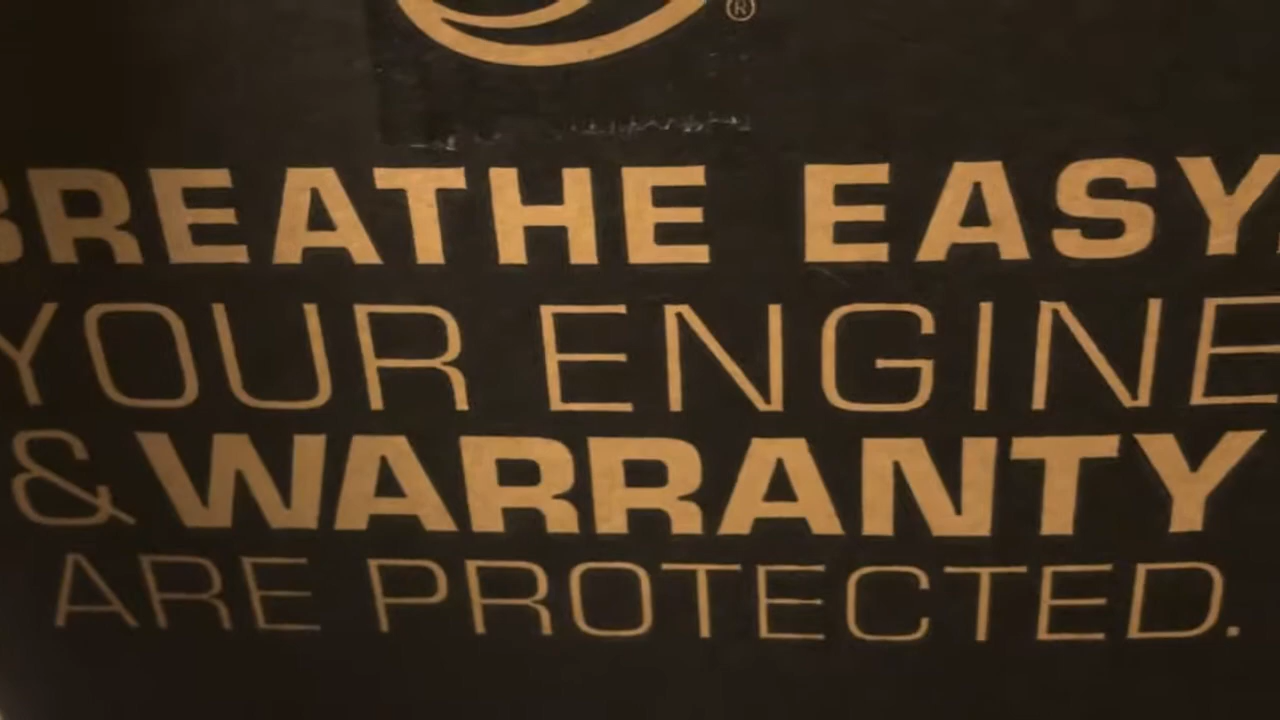 ®
BREATHE EASY.
YOUR ENGINE
& WARRANTY
ARE PROTECTED.